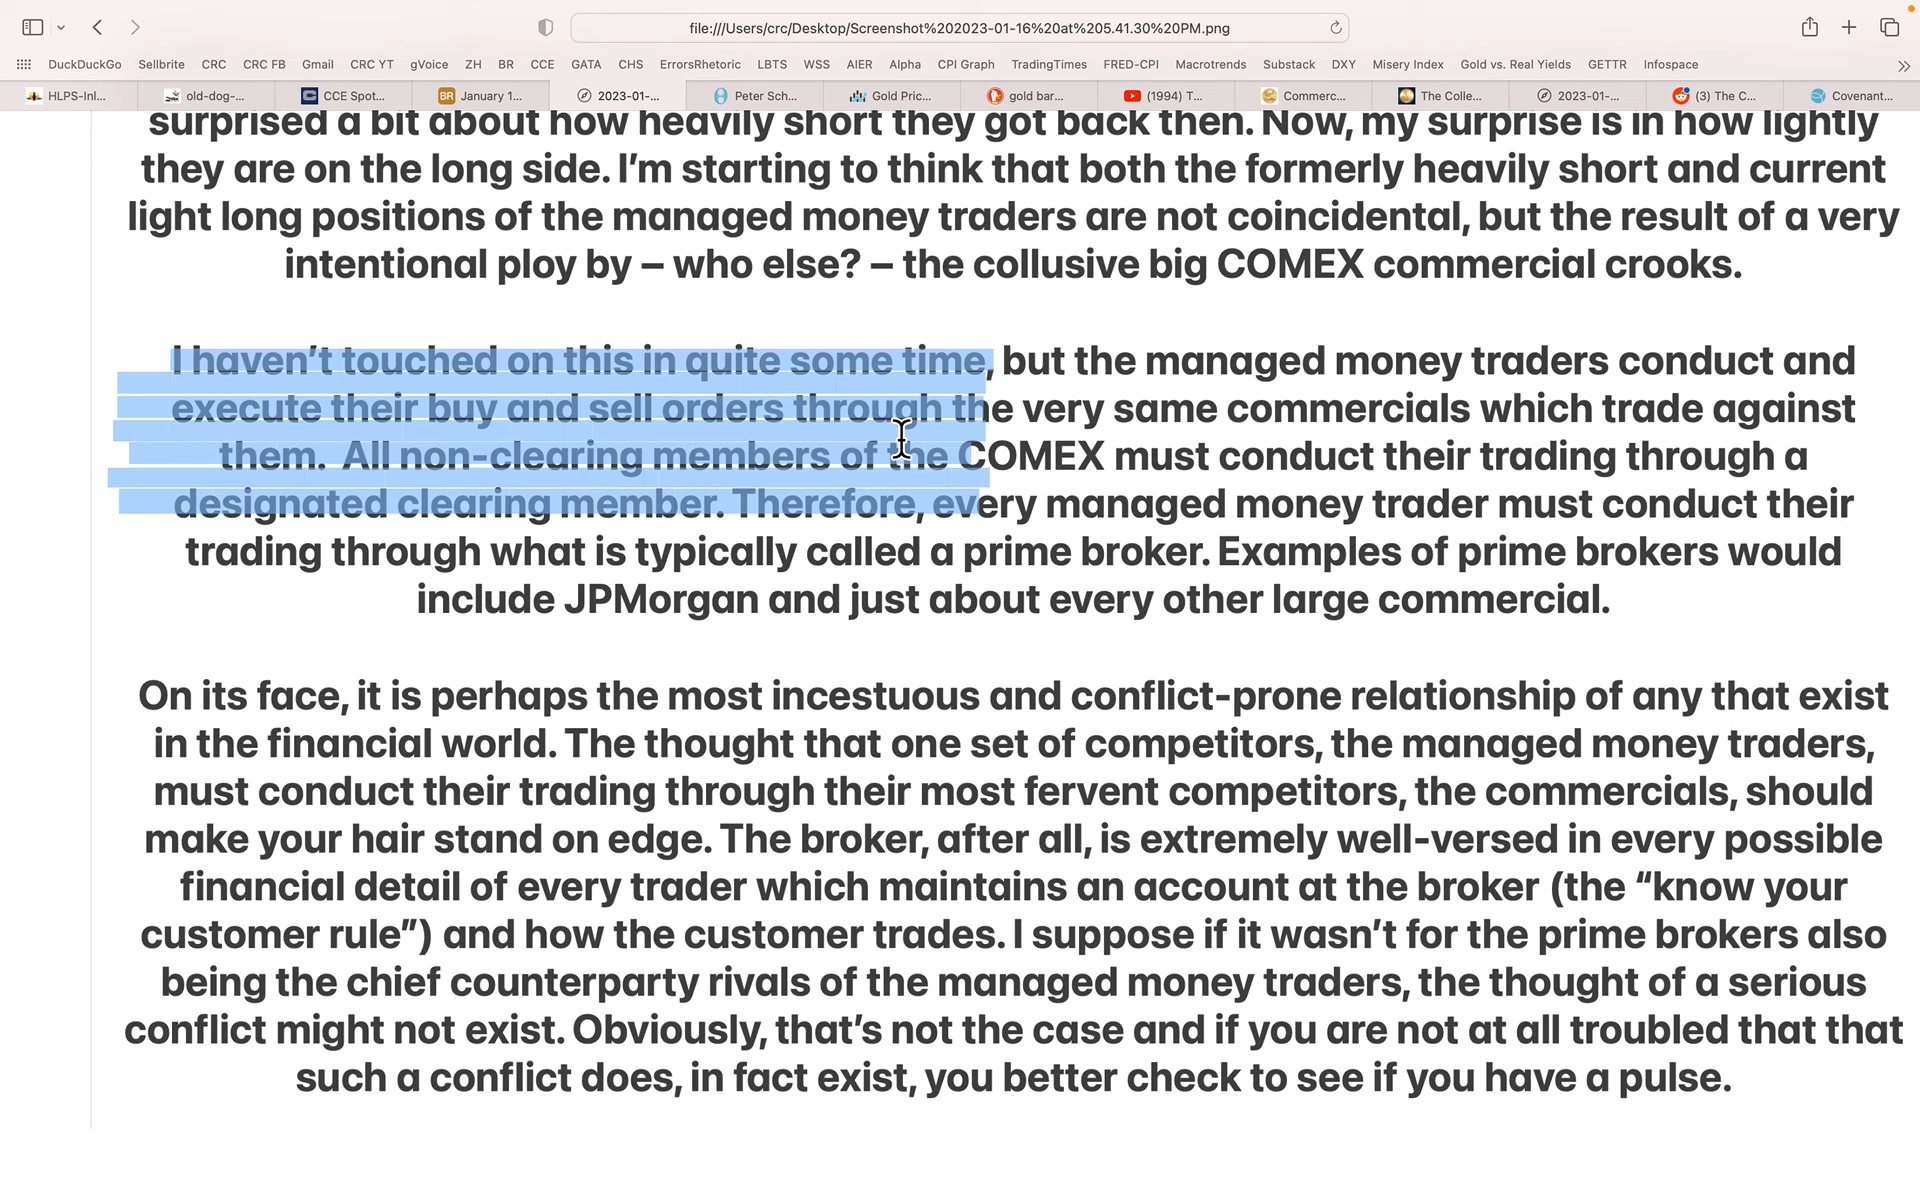 file:///Users/crc/Desktop/Screenshot%202023-01-16%20at%205.41.30%20PM.png
DuckDuckGo Sellbrite CRC CRC FB Gmail CRC YT gVoice ZH BR CCE GATA CHS ErrorsRhetoric LBTS WSS AIER Alpha CPI Graph TradingTimes FRED-CPI Macrotrends Substack DXY Misery Index Gold vs. Real Yields GETTR Infospace
HLPS-Inl... old-dog-... CCE Spot... BR January 1... 2023-01-... Peter Sch... Gold Pric... gold bar... (1994) T... Commerc... The Colle... 2023-01-... (3) The C... Covenant...
surprised a bit about how heavily short they got back then. Now, my surprise is in how lightly
they are on the long side. I’m starting to think that both the formerly heavily short and current
light long positions of the managed money traders are not coincidental, but the result of a very
intentional ploy by – who else? – the collusive big COMEX commercial crooks.
I haven’t touched on this in quite some time, but the managed money traders conduct and
execute their buy and sell orders through the very same commercials which trade against
them. All non-clearing members of the COMEX must conduct their trading through a
designated clearing member. Therefore, every managed money trader must conduct their
trading through what is typically called a prime broker. Examples of prime brokers would
include JPMorgan and just about every other large commercial.
On its face, it is perhaps the most incestuous and conflict-prone relationship of any that exist
in the financial world. The thought that one set of competitors, the managed money traders,
must conduct their trading through their most fervent competitors, the commercials, should
make your hair stand on edge. The broker, after all, is extremely well-versed in every possible
financial detail of every trader which maintains an account at the broker (the “know your
customer rule”) and how the customer trades. I suppose if it wasn’t for the prime brokers also
being the chief counterparty rivals of the managed money traders, the thought of a serious
conflict might not exist. Obviously, that’s not the case and if you are not at all troubled that that
such a conflict does, in fact exist, you better check to see if you have a pulse.